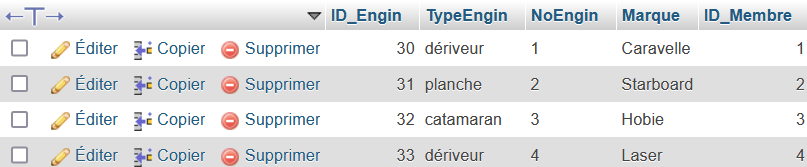 ID_Engin TypeEngin NoEngin Marque ID_Membre
Éditer Copier Supprimer 30 dériveur 1 Caravelle 1
Éditer Copier Supprimer 31 planche 2 Starboard 2
Éditer Copier Supprimer 32 catamaran 3 Hobie 3
Éditer Copier Supprimer 33 dériveur 4 Laser 4